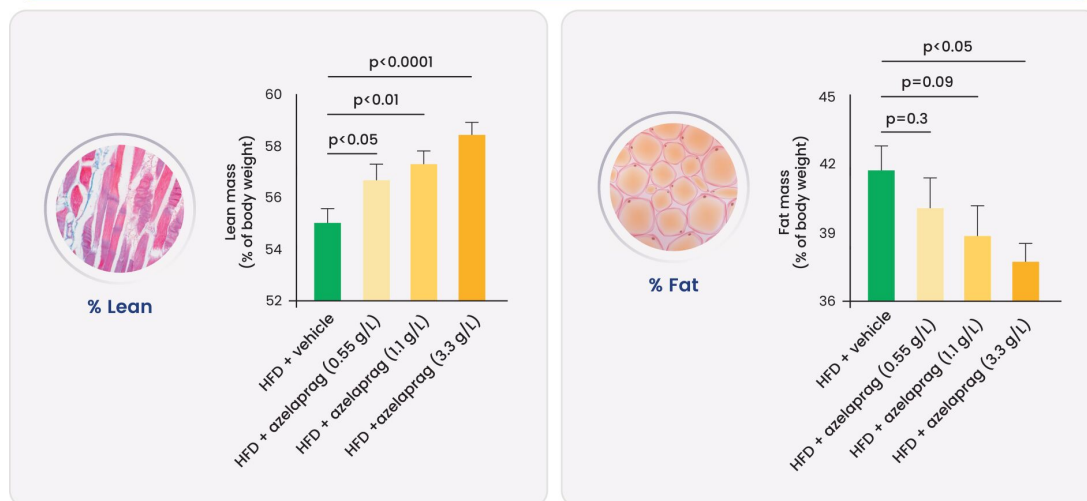 p<0.0001
p<0.01
p<0.05
60
58
56
54
52
Lean mass
(% of body weight)
% Lean
HFD + vehicle
HFD + azelaprag (0.55 g/L)
HFD + azelaprag (1.1 g/L)
HFD +azelaprag (3.3 g/L)
p<0.05
p=0.09
p=0.3
45
42
39
36
Fat mass
(% of body weight)
% Fat
HFD + vehicle
HFD + azelaprag (0.55 g/L)
HFD + azelaprag (1.1 g/L)
HFD + azelaprag (3.3 g/L)